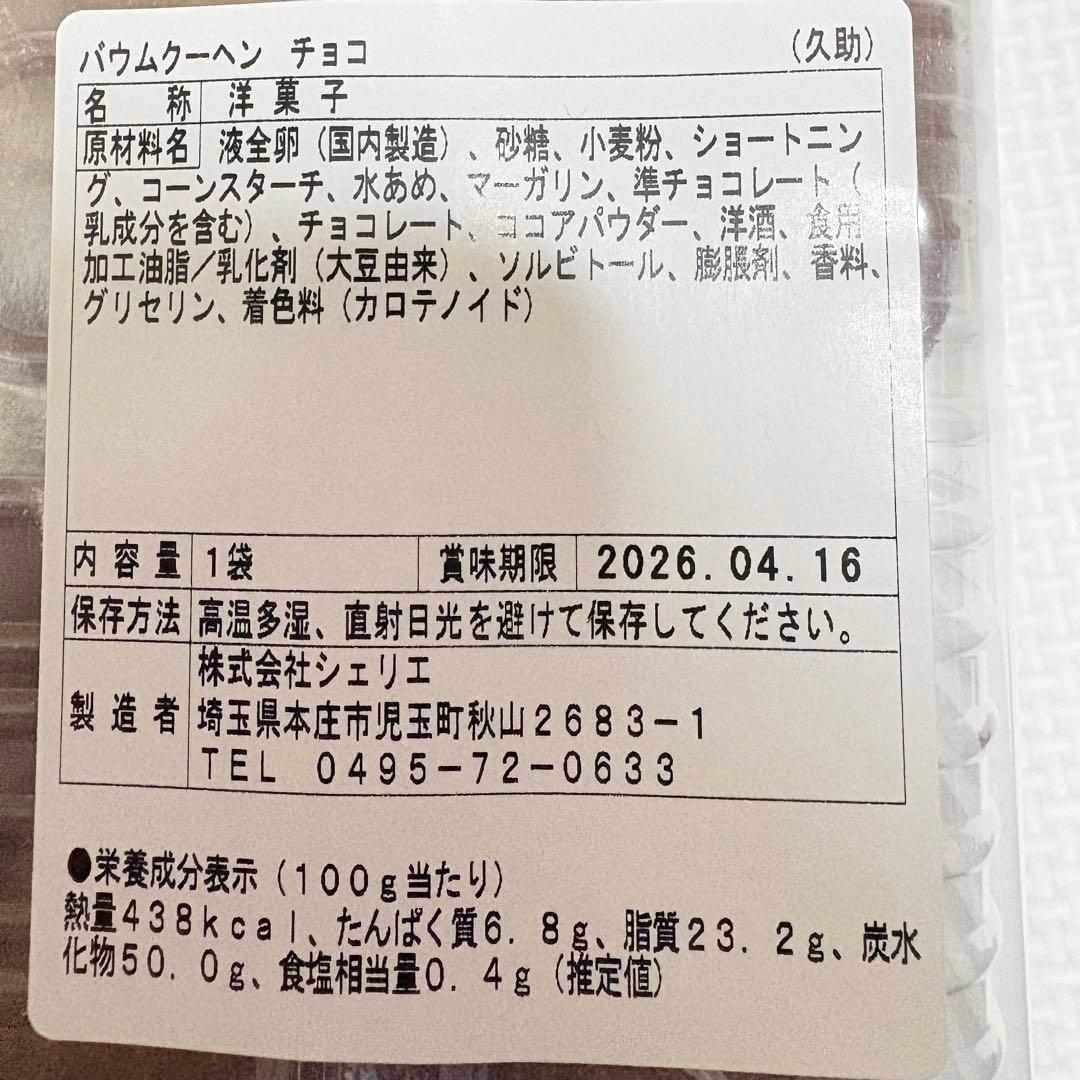 バウムクーヘン チョコ （久助）
名称 洋菓子
原材料名 液全卵（国内製造）、砂糖、小麦粉、ショートニン
グ、コーンスターチ、水あめ、マーガリン、準チョコレート（
乳成分を含む）、チョコレート、ココアパウダー、洋酒、食用
加工油脂／乳化剤（大豆由来）、ソルビトール、膨脹剤、香料、
グリセリン、着色料（カロテノイド）
内容量 1袋 賞味期限 2026.04.16
保存方法 高温多湿、直射日光を避けて保存してください。
株式会社シェリエ
製造者 埼玉県本庄市児玉町秋山２６８３－１
ＴＥＬ ０４９５－７２－０６３３
●栄養成分表示（１００ｇ当たり）
熱量４３８ｋｃａｌ、たんぱく質６．８ｇ、脂質２３．２ｇ、炭水
化物５０．０ｇ、食塩相当量０．４ｇ（推定値）